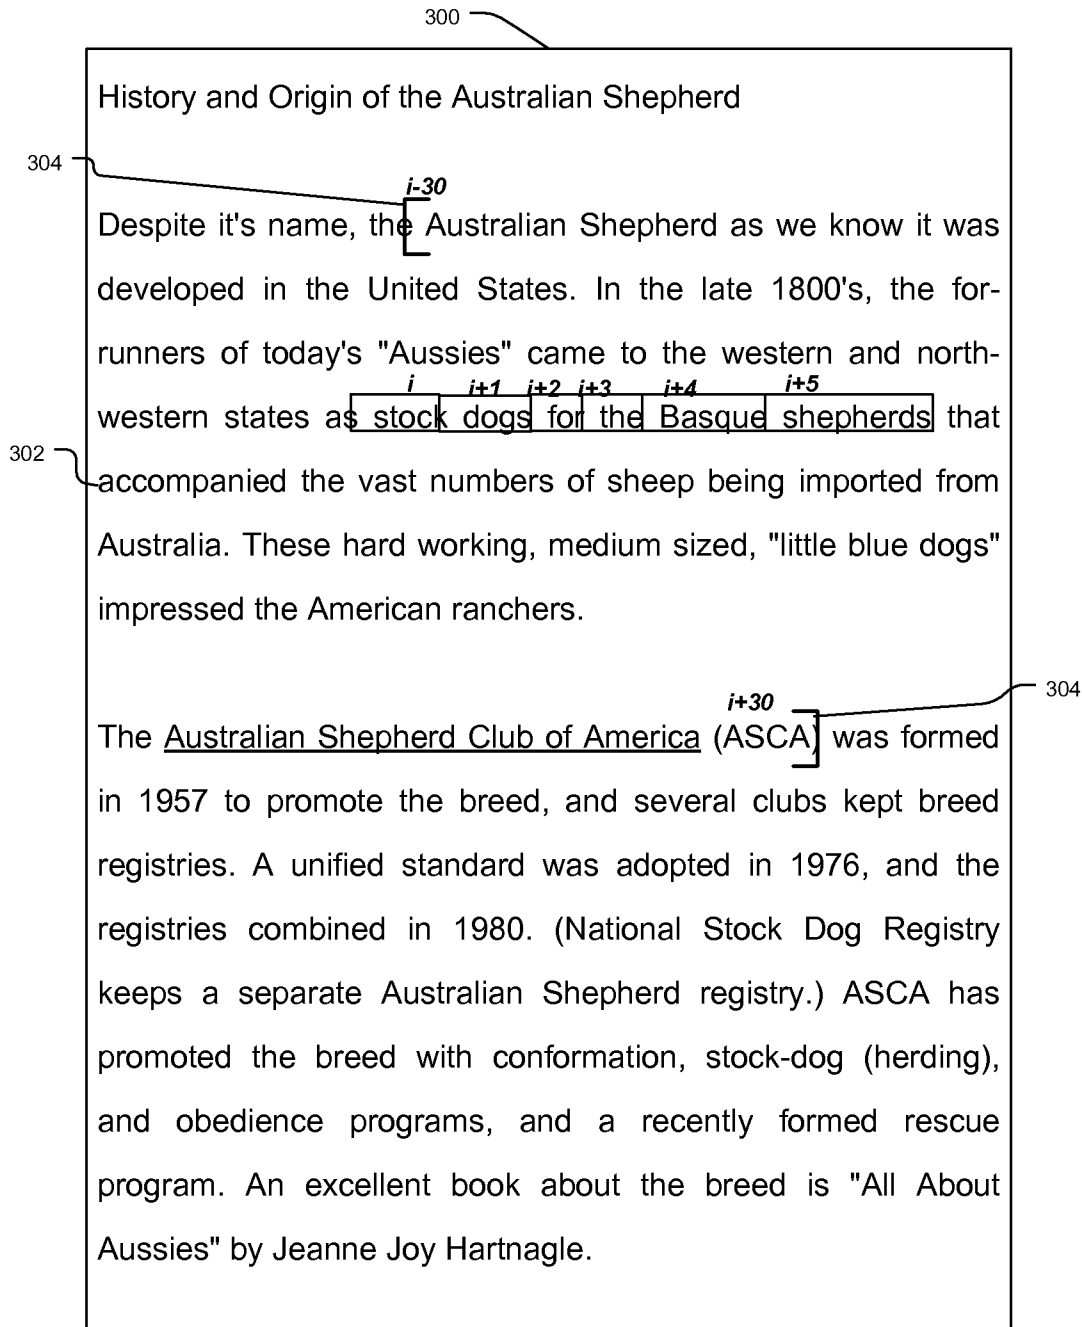 300
History and Origin of the Australian Shepherd
304
i-30
Despite it's name, the Australian Shepherd as we know it was
developed in the United States. In the late 1800's, the for-
runners of today's "Aussies" came to the western and north-
i i+1 i+2 i+3 i+4 i+5
western states as stock dogs for the Basque shepherds that
302
accompanied the vast numbers of sheep being imported from
Australia. These hard working, medium sized, "little blue dogs"
impressed the American ranchers.
i+30
304
The Australian Shepherd Club of America (ASCA) was formed
in 1957 to promote the breed, and several clubs kept breed
registries. A unified standard was adopted in 1976, and the
registries combined in 1980. (National Stock Dog Registry
keeps a separate Australian Shepherd registry.) ASCA has
promoted the breed with conformation, stock-dog (herding),
and obedience programs, and a recently formed rescue
program. An excellent book about the breed is "All About
Aussies" by Jeanne Joy Hartnagle.